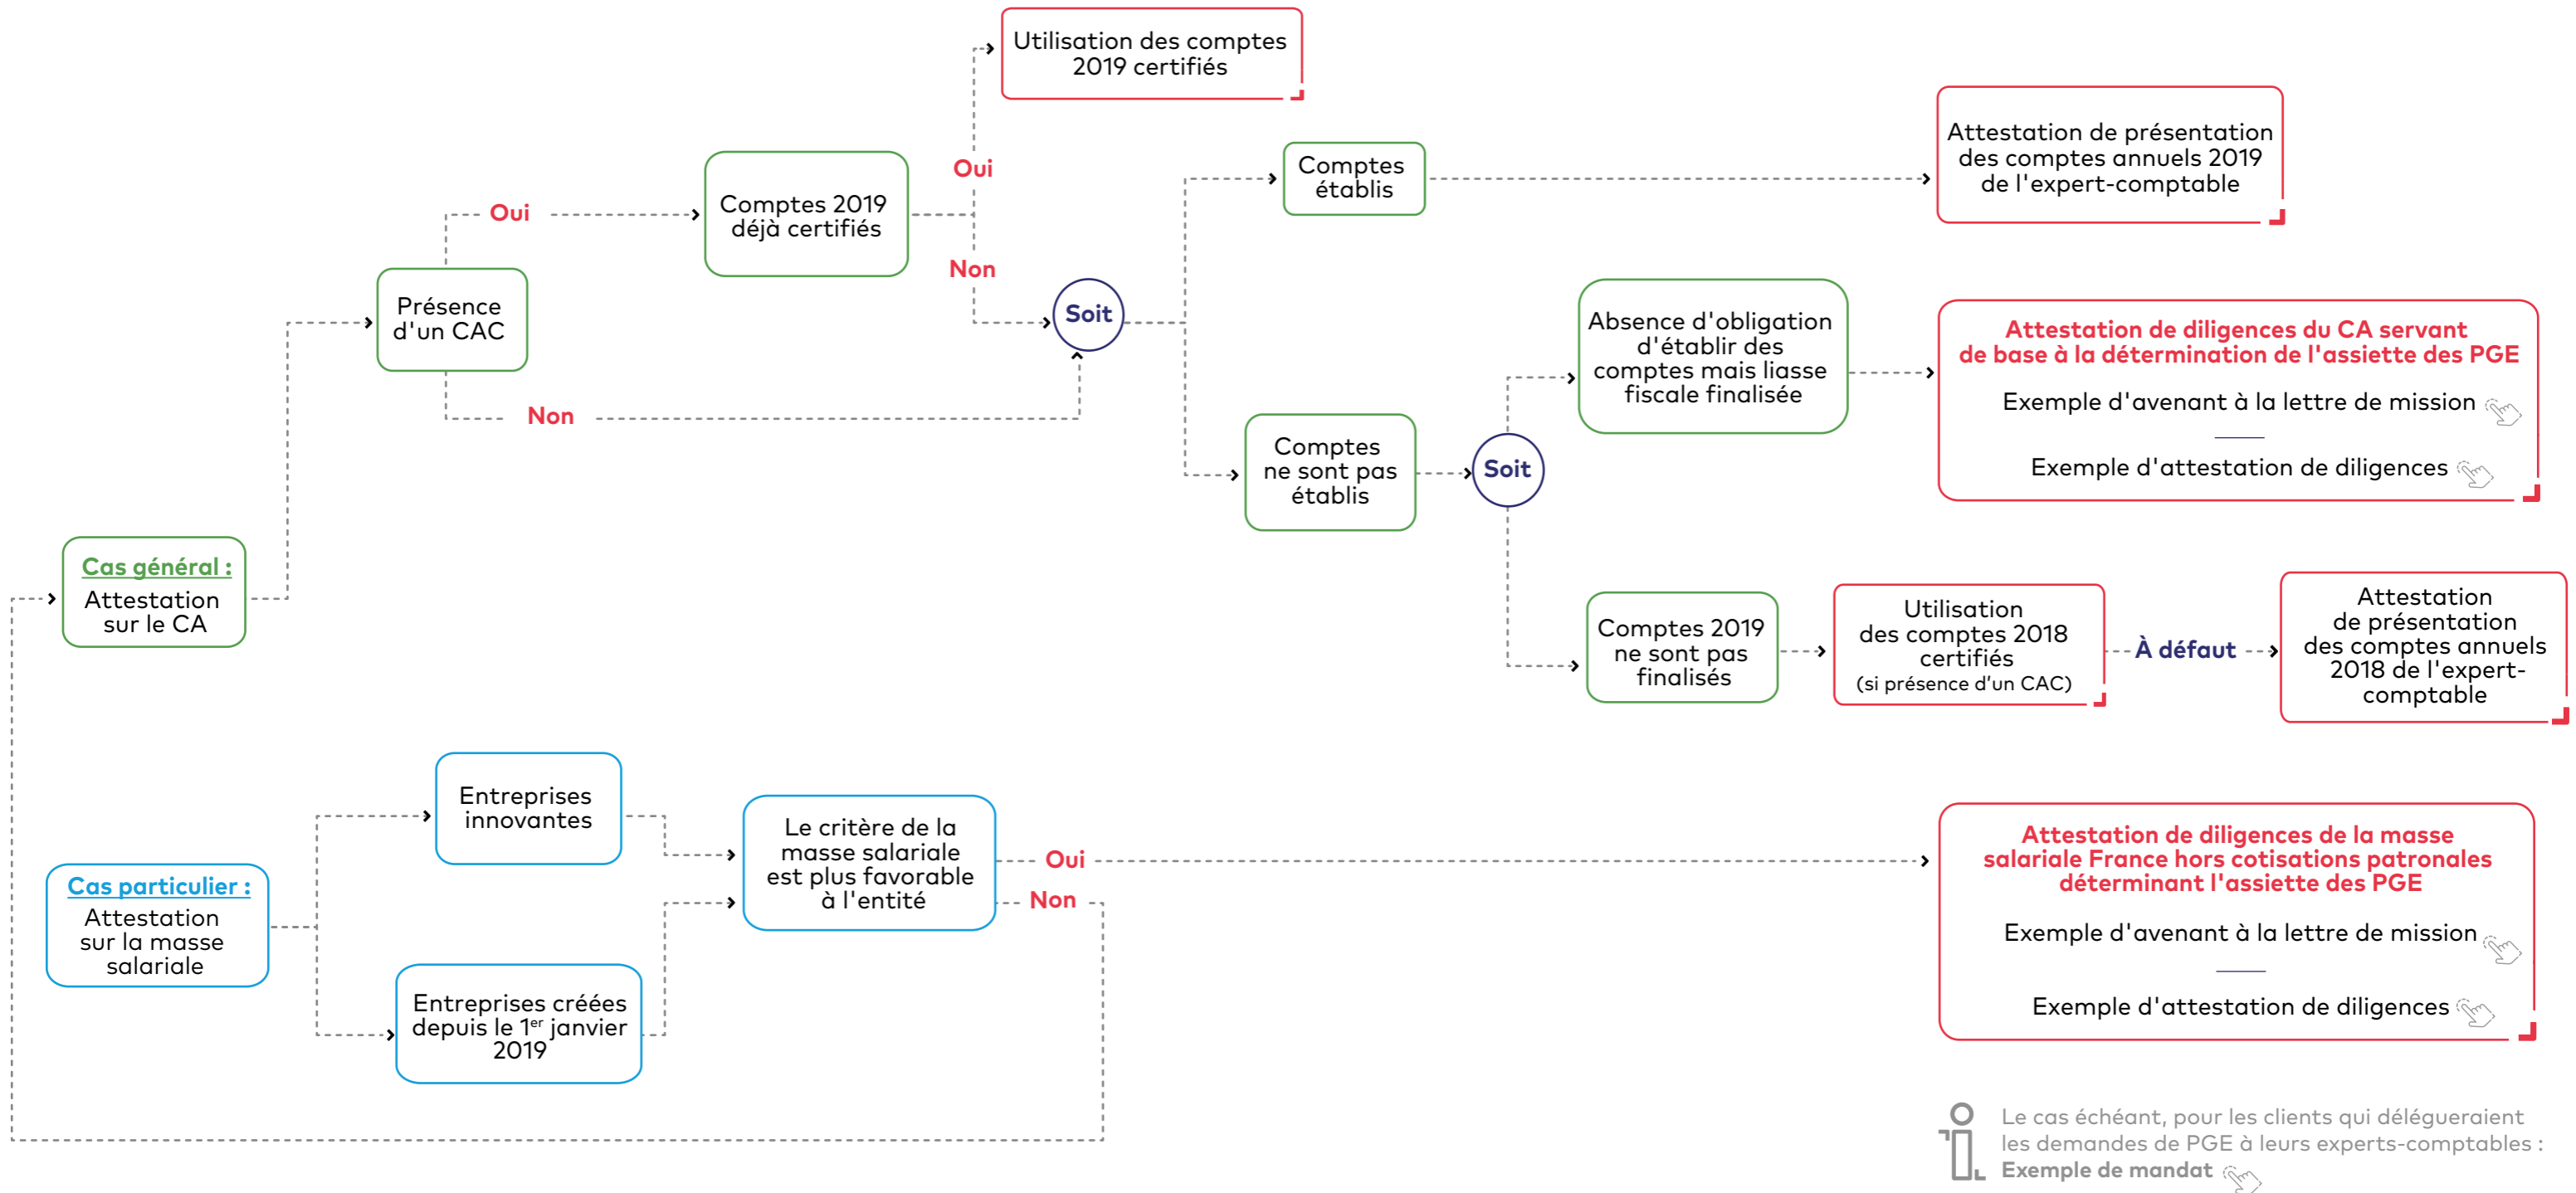 Utilisation des comptes
2019 certifiés
Oui
Comptes 2019
déjà certifiés
Oui
Non
Présence
d'un CAC
Non
Soit
Comptes
établis
Attestation de présentation
des comptes annuels 2019
de l'expert-comptable
Comptes
ne sont pas
établis
Soit
Absence d'obligation
d'établir des
comptes mais liasse
fiscale finalisée
Attestation de diligences du CA servant
de base à la détermination de l'assiette des PGE
Exemple d'avenant à la lettre de mission
Exemple d'attestation de diligences
Cas général :
Attestation
sur le CA
Comptes 2019
ne sont pas
finalisés
Utilisation
des comptes 2018
certifiés
(si présence d'un CAC)
À défaut
Attestation
de présentation
des comptes annuels
2018 de l'expert-
comptable
Cas particulier :
Attestation
sur la masse
salariale
Entreprises
innovantes
Entreprises créées
depuis le 1er janvier
2019
Le critère de la
masse salariale
est plus favorable
à l'entité
Oui
Non
Attestation de diligences de la masse
salariale France hors cotisations patronales
déterminant l'assiette des PGE
Exemple d'avenant à la lettre de mission
Exemple d'attestation de diligences
Le cas échéant, pour les clients qui délégueraient
les demandes de PGE à leurs experts-comptables :
Exemple de mandat